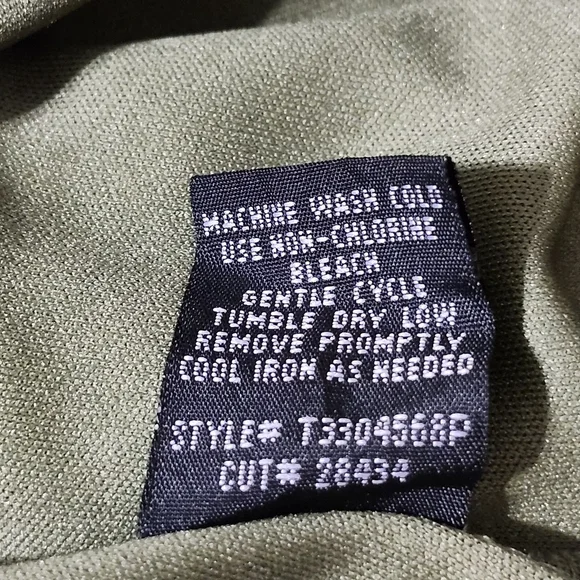 MACHINE WASH COLD
USE NON-CHLORINE
BLEACH
GENTLE CYCLE
TUMBLE DRY LOW
REMOVE PROMPTLY
COOL IRON AS NEEDED
STYLE# T3304568P
CUT# 28434